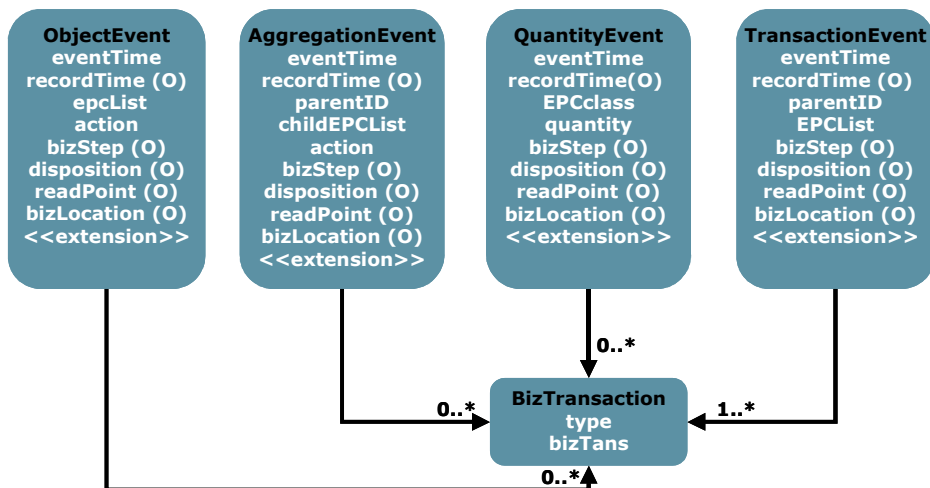 ObjectEvent
eventTime
recordTime (O)
epcList
action
bizStep (O)
disposition (O)
readPoint (O)
bizLocation (O)
<<extension>>
AggregationEvent
eventTime
recordTime (O)
parentID
childEPCList
action
bizStep (O)
disposition (O)
readPoint (O)
bizLocation (O)
<<extension>>
QuantityEvent
eventTime
recordTime(O)
EPCclass
quantity
bizStep (O)
disposition (O)
readPoint (O)
bizLocation (O)
<<extension>>
TransactionEvent
eventTime
recordTime (O)
parentID
EPCList
bizStep (O)
disposition (O)
readPoint (O)
bizLocation (O)
<<extension>>
0..*
0..*
1..*
BizTransaction
type
bizTans
0..*